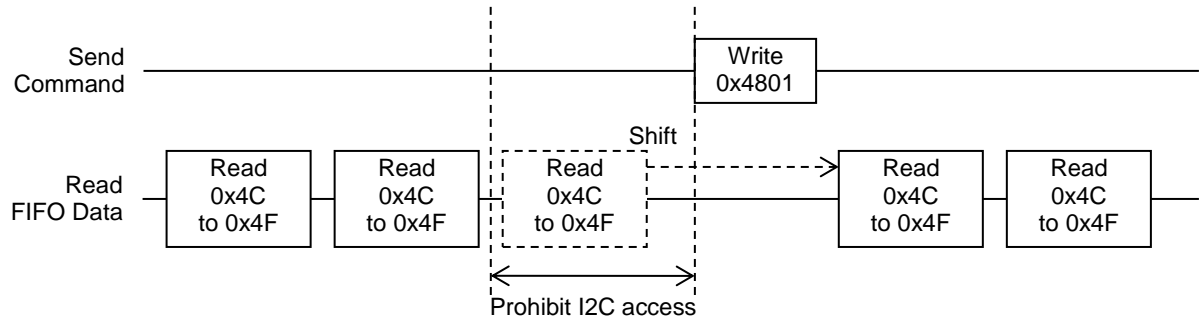 Send
Command
Write
0x4801
Shift
Read
FIFO Data
Read
0x4C
to 0x4F
Read
0x4C
to 0x4F
Read
0x4C
to 0x4F
Read
0x4C
to 0x4F
Read
0x4C
to 0x4F
Prohibit I2C access